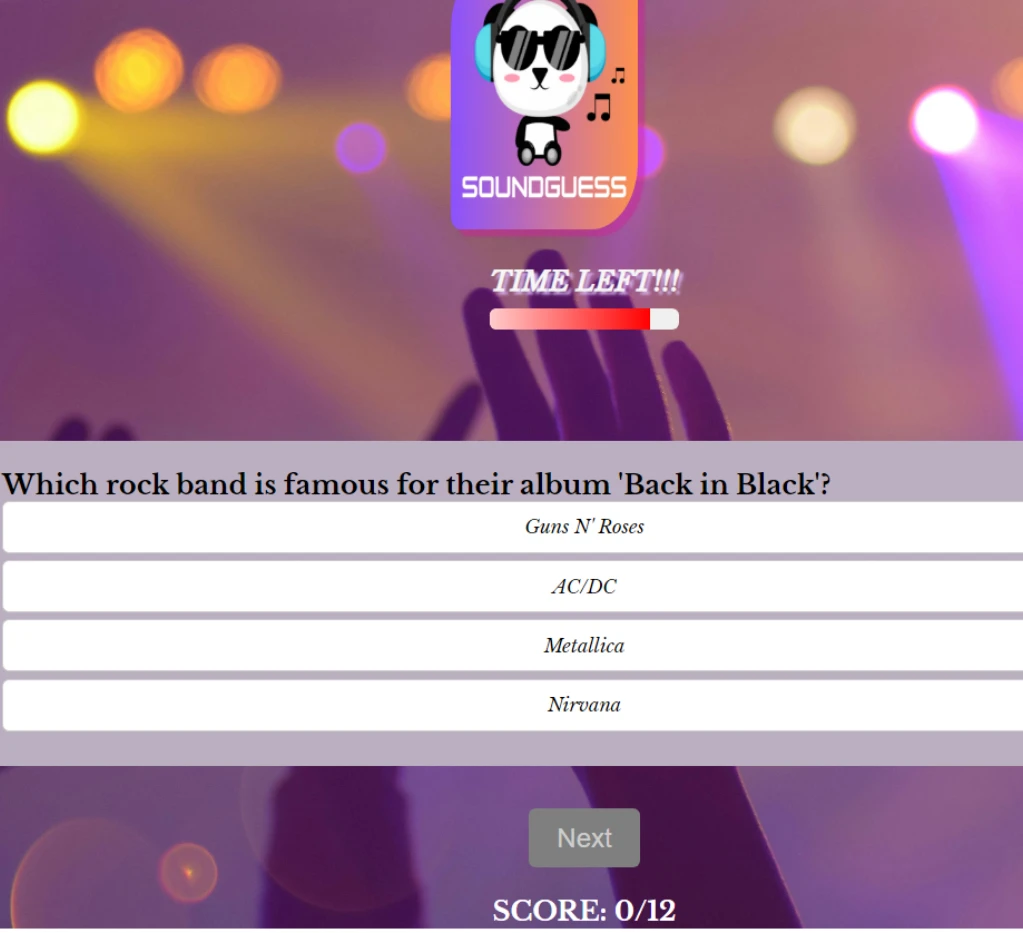 SOUNDGUESS
TIME LEFT!!!
Which rock band is famous for their album 'Back in Black'?
Guns N' Roses
AC/DC
Metallica
Nirvana
Next
SCORE: 0/12